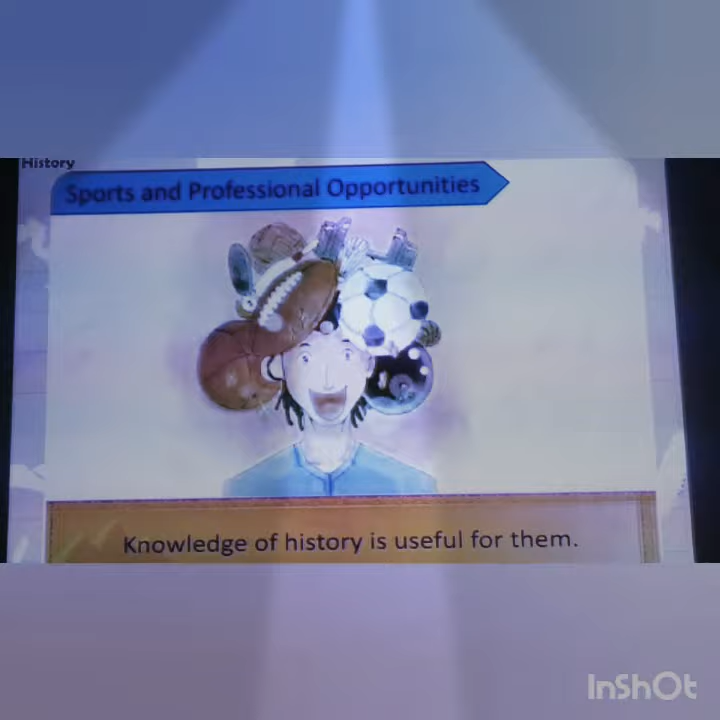 History
Sports and Professional Opportunities
Knowledge of history is useful for them.
InShOt